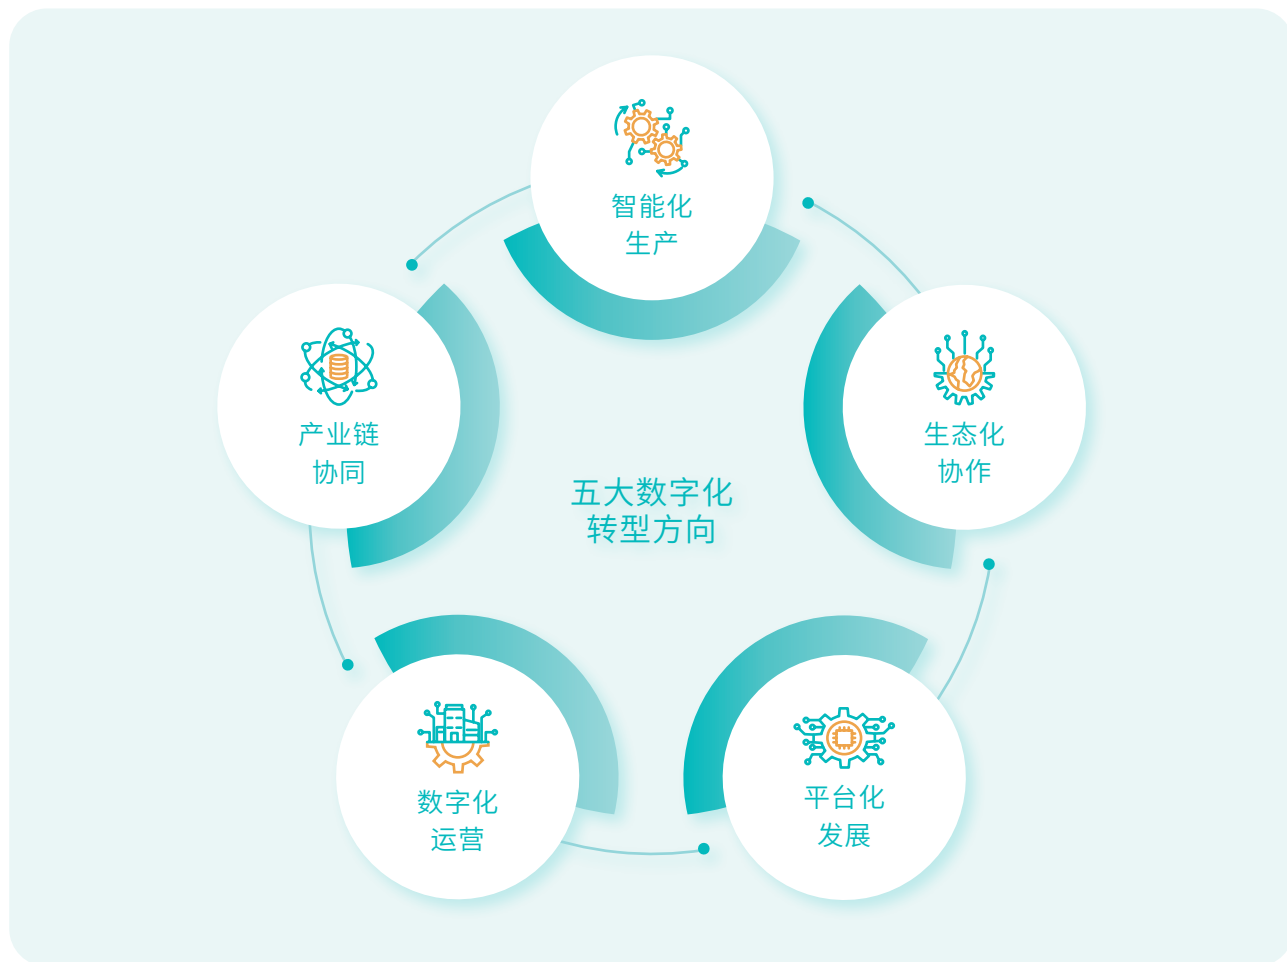 智能化
生产
产业链
协同
生态化
协作
五大数字化
转型方向
数字化
运营
平台化
发展